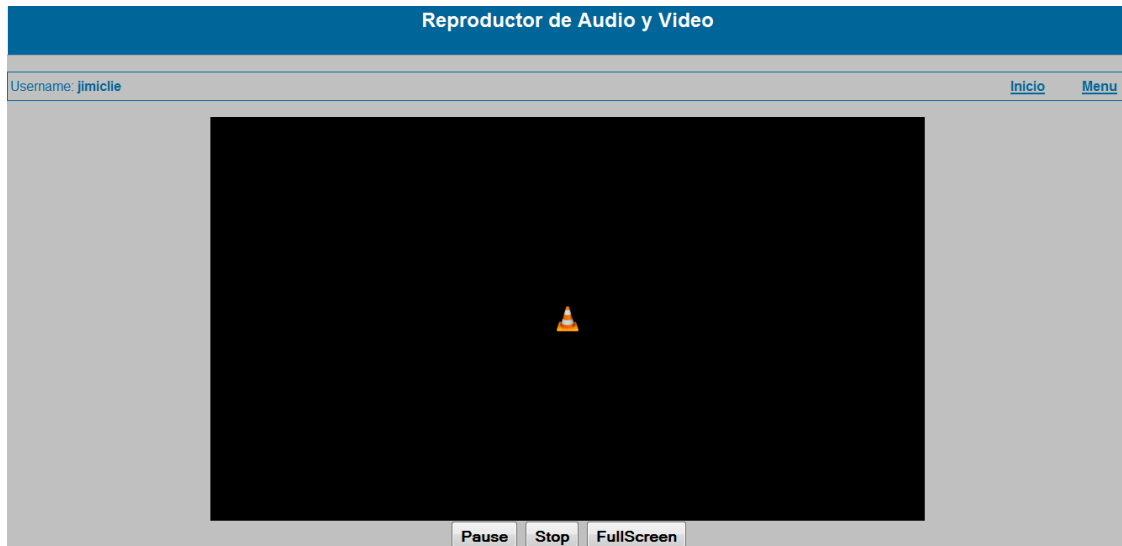 Reproductor de Audio y Video
Username: jimiclie Inicio Menu
Pause Stop FullScreen